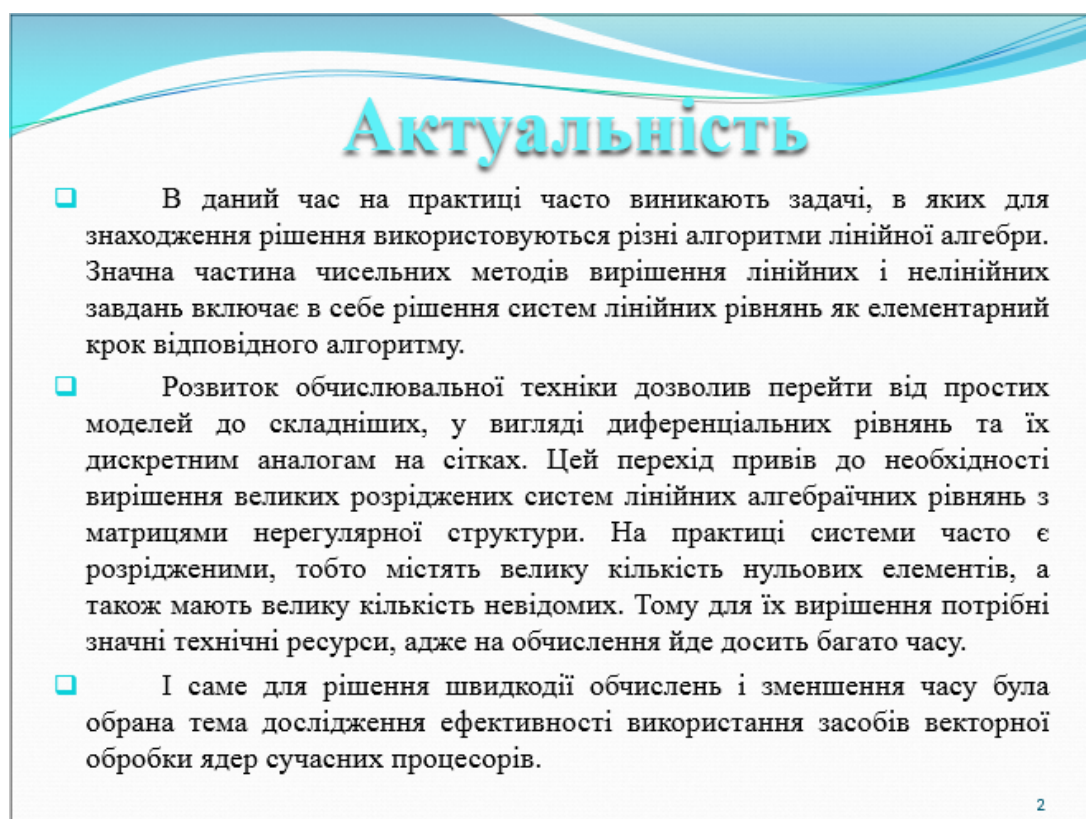 Актуальність
В даний час на практиці часто виникають задачі, в яких для
знаходження рішення використовуються різні алгоритми лінійної алгебри.
Значна частина чисельних методів вирішення лінійних і нелінійних
завдань включає в себе рішення систем лінійних рівнянь як елементарний
крок відповідного алгоритму.
Розвиток обчислювальної техніки дозволив перейти від простих
моделей до складніших, у вигляді диференціальних рівнянь та їх
дискретним аналогам на сітках. Цей перехід привів до необхідності
вирішення великих розріджених систем лінійних алгебраїчних рівнянь з
матрицями нерегулярної структури. На практиці системи часто є
розрідженими, тобто містять велику кількість нульових елементів, а
також мають велику кількість невідомих. Тому для їх вирішення потрібні
значні технічні ресурси, адже на обчислення йде досить багато часу.
І саме для рішення швидкодії обчислень і зменшення часу була
обрана тема дослідження ефективності використання засобів векторної
обробки ядер сучасних процесорів.
2